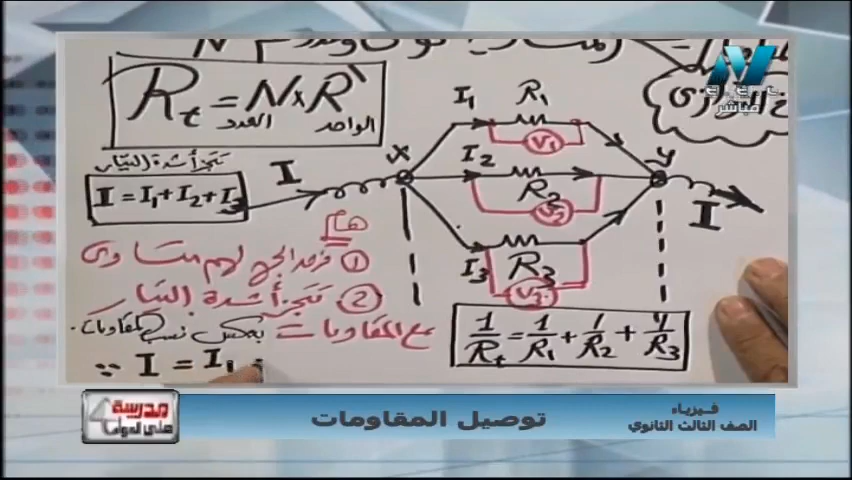 Rt = N x R
العدد
الواحد
مباشر
I1
R1
V1
تتجزأ شدة التيار
I = I1 + I2 + I3
I
X
I2
R2
V2
y
I
هام
① فرق الجهد لهم متساوى
② تتجزأ شدة التيار
مع المقاومات بعكس نسب المقاومات.
I3
R3
V3
1/Rt = 1/R1 + 1/R2 + 1/R3
∵ I = I1
توصيل المقاومات
فيزياء
الصف الثالث الثانوي
مدرسة
على الهواء